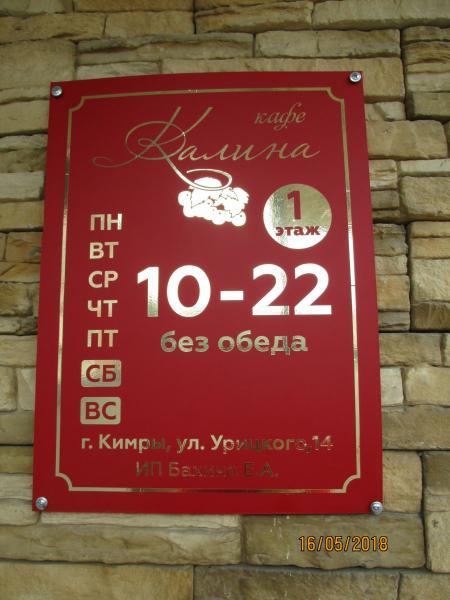 кафе
Калина
1
этаж
ПН
ВТ
СР
ЧТ
ПТ
СБ
ВС
10-22
без обеда
г. Кимры, ул. Урицкого,14
ИП Е.А.
16/05/2018